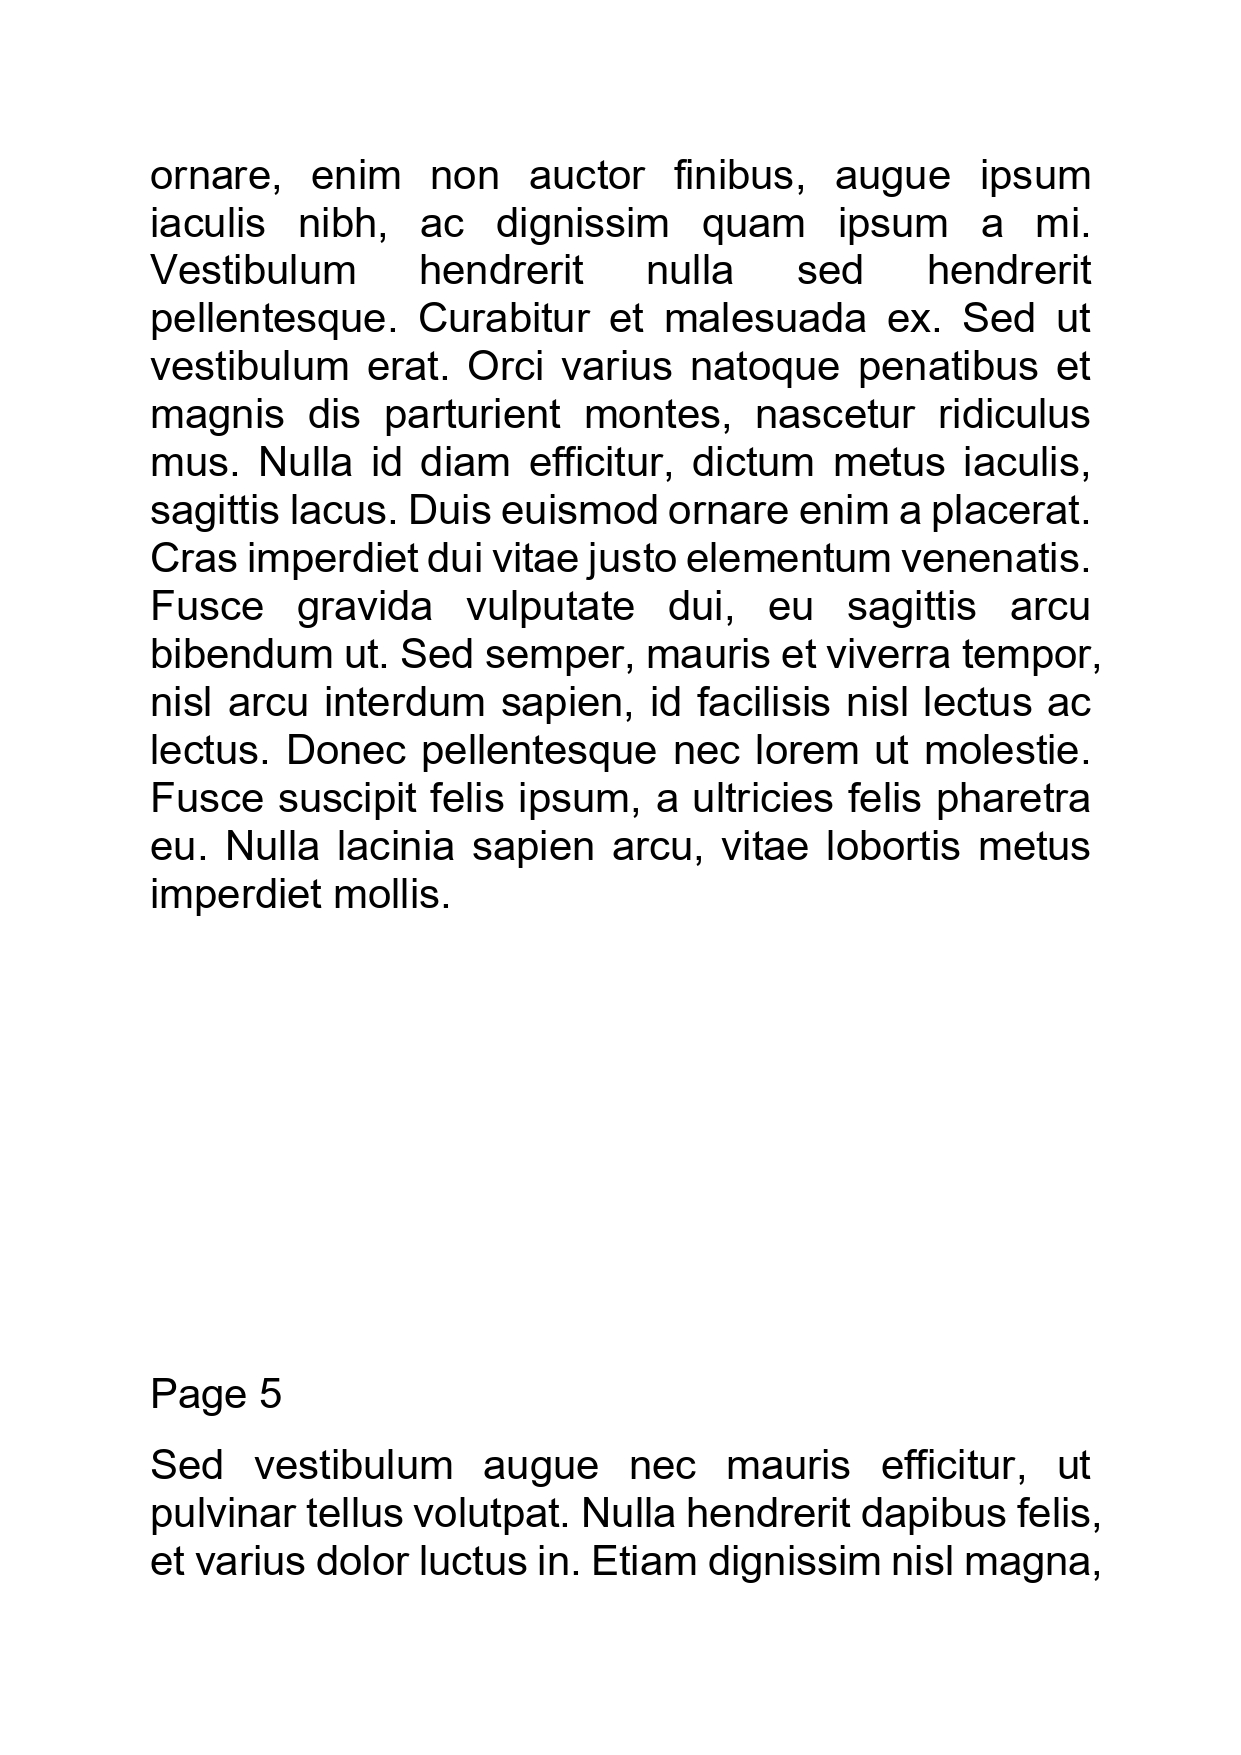 ornare, enim non auctor finibus, augue ipsum
iaculis nibh, ac dignissim quam ipsum a mi.
Vestibulum hendrerit nulla sed hendrerit
pellentesque. Curabitur et malesuada ex. Sed ut
vestibulum erat. Orci varius natoque penatibus et
magnis dis parturient montes, nascetur ridiculus
mus. Nulla id diam efficitur, dictum metus iaculis,
sagittis lacus. Duis euismod ornare enim a placerat.
Cras imperdiet dui vitae justo elementum venenatis.
Fusce gravida vulputate dui, eu sagittis arcu
bibendum ut. Sed semper, mauris et viverra tempor,
nisl arcu interdum sapien, id facilisis nisl lectus ac
lectus. Donec pellentesque nec lorem ut molestie.
Fusce suscipit felis ipsum, a ultricies felis pharetra
eu. Nulla lacinia sapien arcu, vitae lobortis metus
imperdiet mollis.
Page 5
Sed vestibulum augue nec mauris efficitur, ut
pulvinar tellus volutpat. Nulla hendrerit dapibus felis,
et varius dolor luctus in. Etiam dignissim nisl magna,